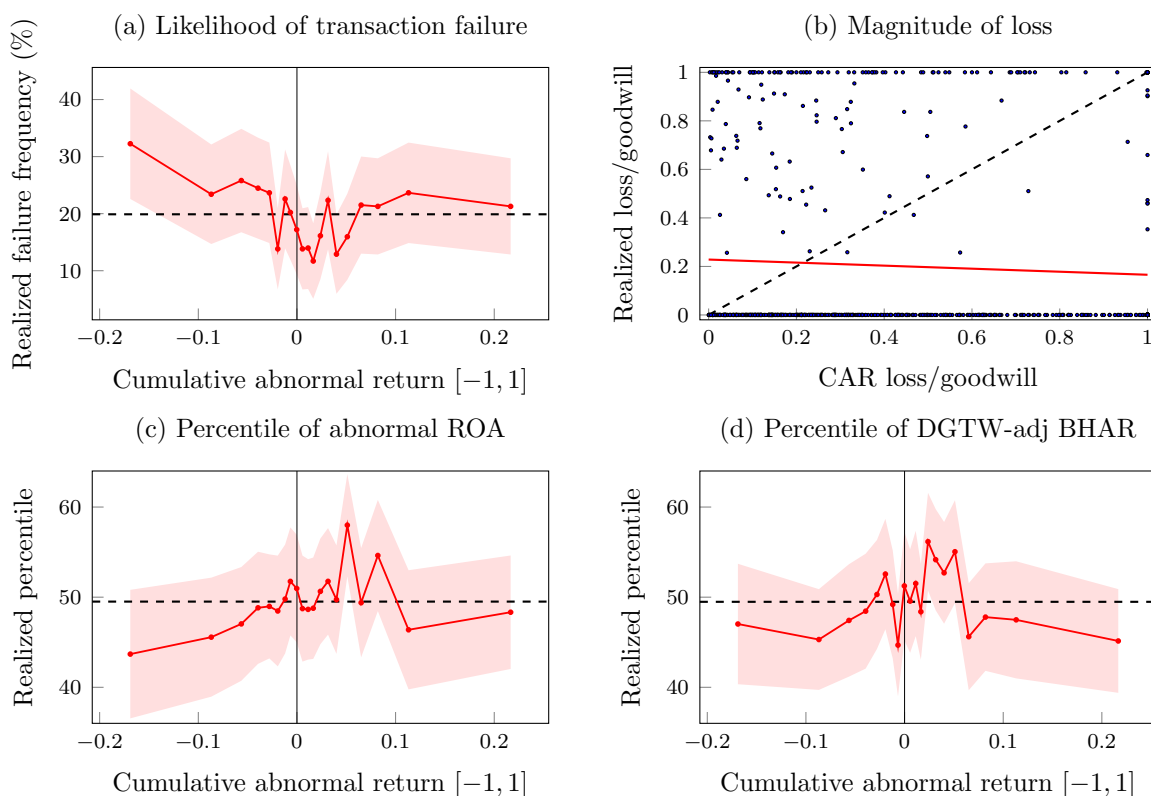 (a) Likelihood of transaction failure
Realized failure frequency (%)
40
30
20
10
−0.2 −0.1 0 0.1 0.2
Cumulative abnormal return [−1, 1]
(b) Magnitude of loss
Realized loss/goodwill
1
0.8
0.6
0.4
0.2
0
0 0.2 0.4 0.6 0.8 1
CAR loss/goodwill
(c) Percentile of abnormal ROA
Realized percentile
60
50
40
−0.2 −0.1 0 0.1 0.2
Cumulative abnormal return [−1, 1]
(d) Percentile of DGTW-adj BHAR
Realized percentile
60
50
40
−0.2 −0.1 0 0.1 0.2
Cumulative abnormal return [−1, 1]